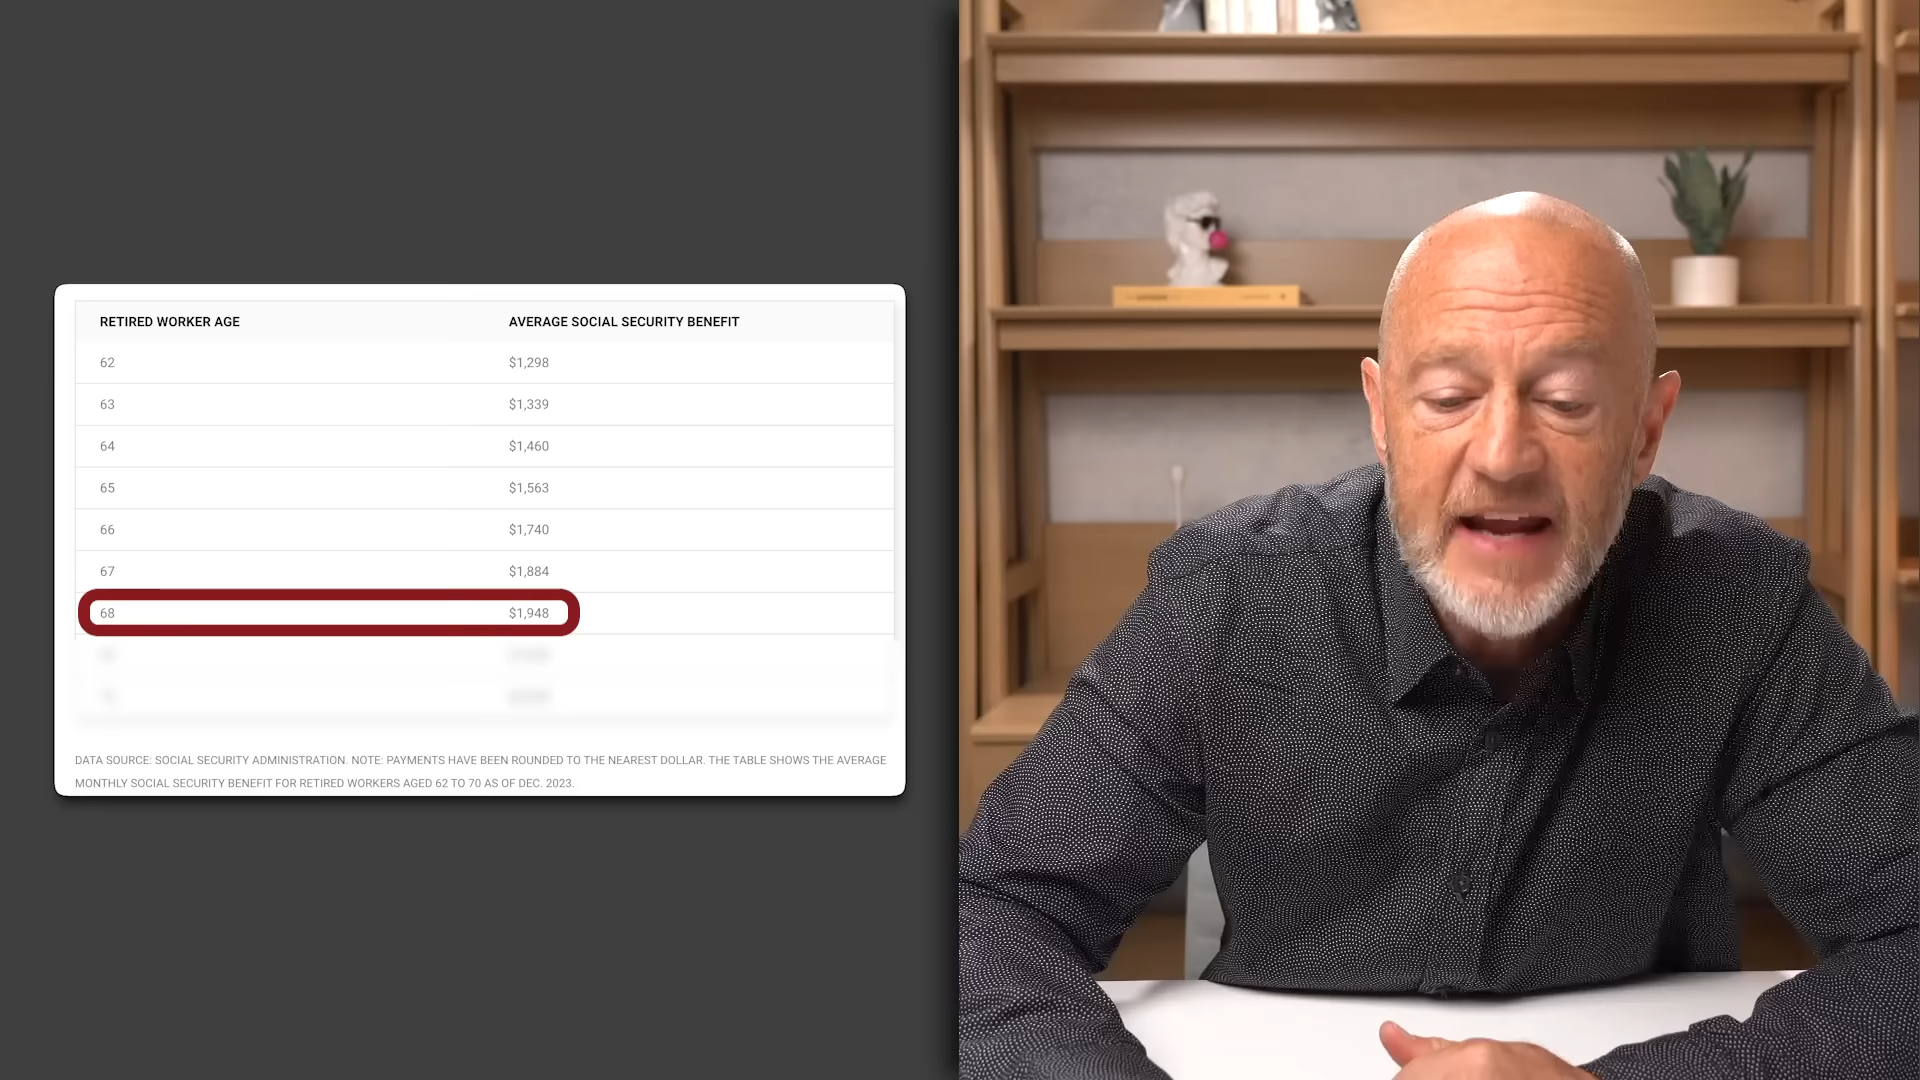 RETIRED WORKER AGE AVERAGE SOCIAL SECURITY BENEFIT
62 $1,298
63 $1,339
64 $1,460
65 $1,563
66 $1,740
67 $1,884
68 $1,948
DATA SOURCE: SOCIAL SECURITY ADMINISTRATION. NOTE: PAYMENTS HAVE BEEN ROUNDED TO THE NEAREST DOLLAR. THE TABLE SHOWS THE AVERAGE
MONTHLY SOCIAL SECURITY BENEFIT FOR RETIRED WORKERS AGED 62 TO 70 AS OF DEC. 2023.